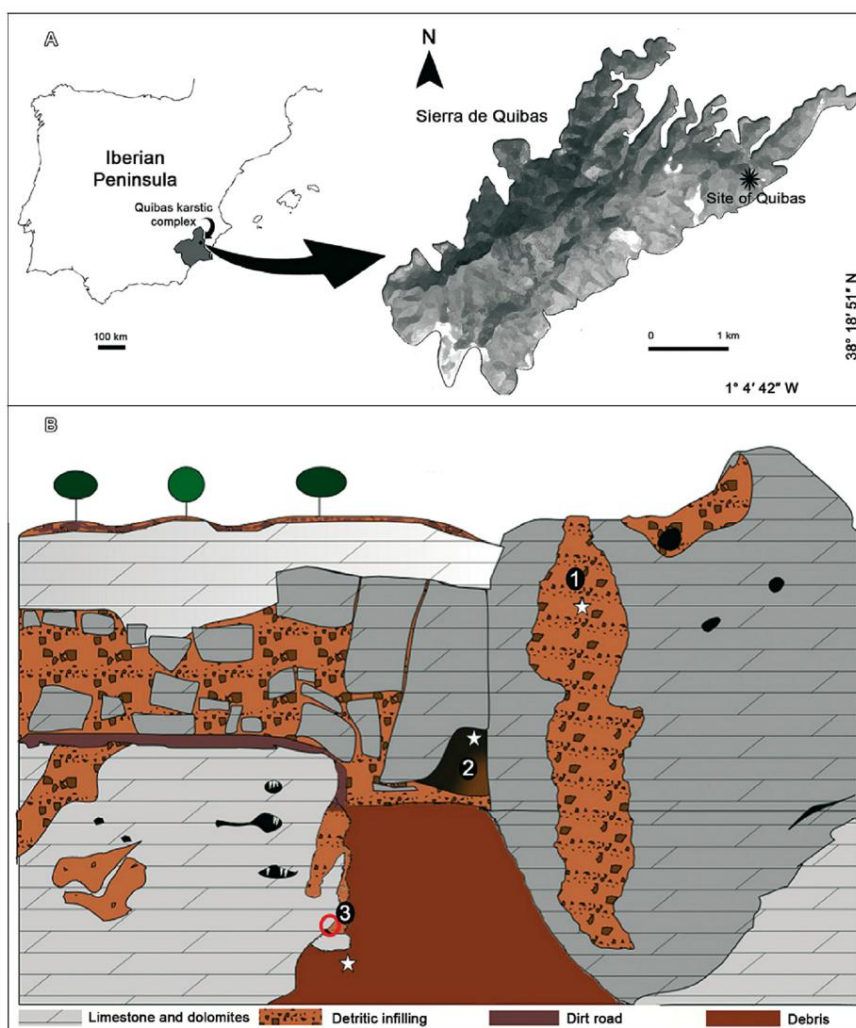 A
N
Sierra de Quibas
Iberian
Peninsula
Quibas karstic
complex
Site of Quibas
100 km
0 1 km
38° 18′ 51″ N
1° 4′ 42″ W
B
1
2
3
Limestone and dolomites Detritic infilling Dirt road Debris